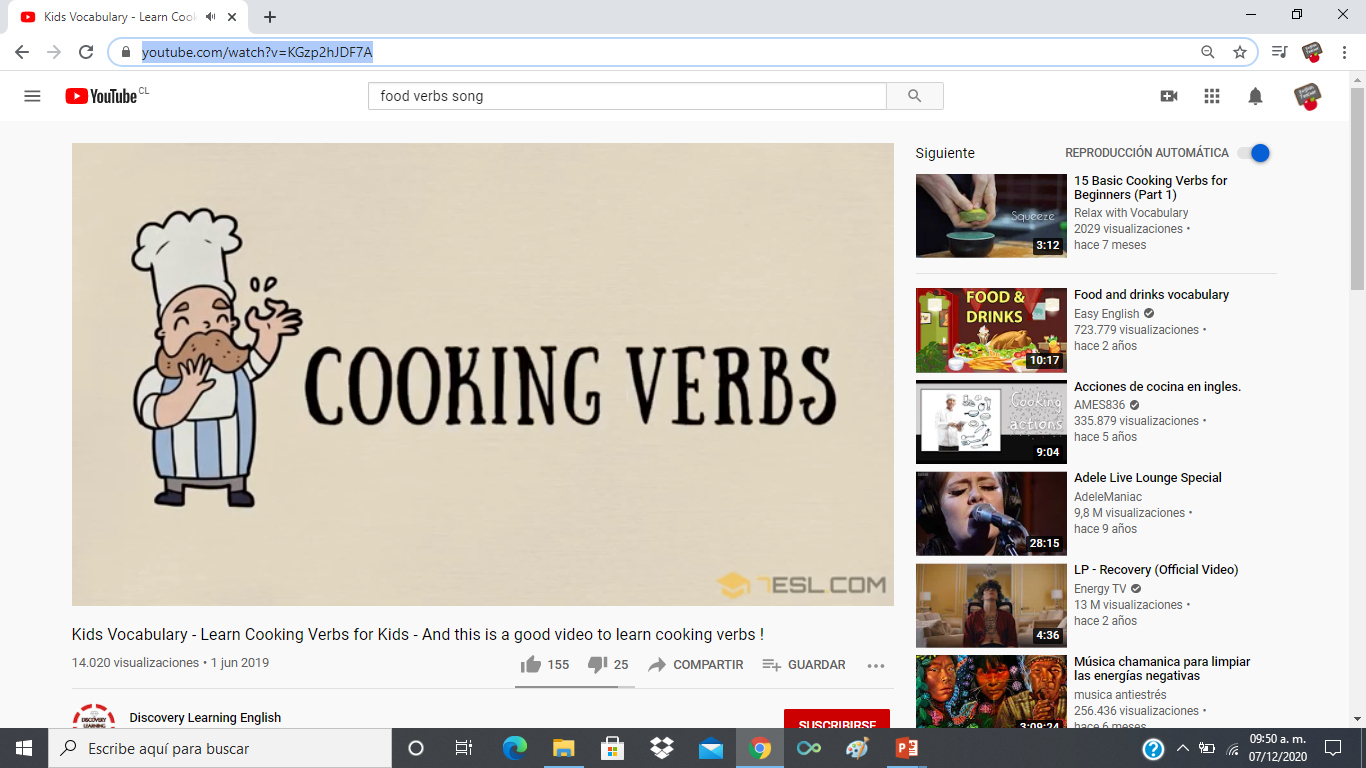 Kids Vocabulary - Learn Cook
youtube.com/watch?v=KGzp2hJDF7A
YouTube CL
food verbs song
COOKING VERBS
7ESL.COM
Kids Vocabulary - Learn Cooking Verbs for Kids - And this is a good video to learn cooking verbs !
14.020 visualizaciones • 1 jun 2019
155
25
COMPARTIR
GUARDAR
Discovery Learning English
SUSCRIBIRSE
Siguiente
REPRODUCCIÓN AUTOMÁTICA
Squeeze
3:12
15 Basic Cooking Verbs for
Beginners (Part 1)
Relax with Vocabulary
2029 visualizaciones •
hace 7 meses
FOOD &
DRINKS
10:17
Food and drinks vocabulary
Easy English
723.779 visualizaciones •
hace 2 años
Cooking
actions
9:04
Acciones de cocina en ingles.
AMES836
335.879 visualizaciones •
hace 5 años
28:15
Adele Live Lounge Special
AdeleManiac
9,8 M visualizaciones •
hace 9 años
4:36
LP - Recovery (Official Video)
Energy TV
13 M visualizaciones •
hace 2 años
3:09:24
Música chamanica para limpiar
las energías negativas
musica antiestrés
256.436 visualizaciones •
hace 6 meses
Escribe aquí para buscar
09:50 a. m.
07/12/2020